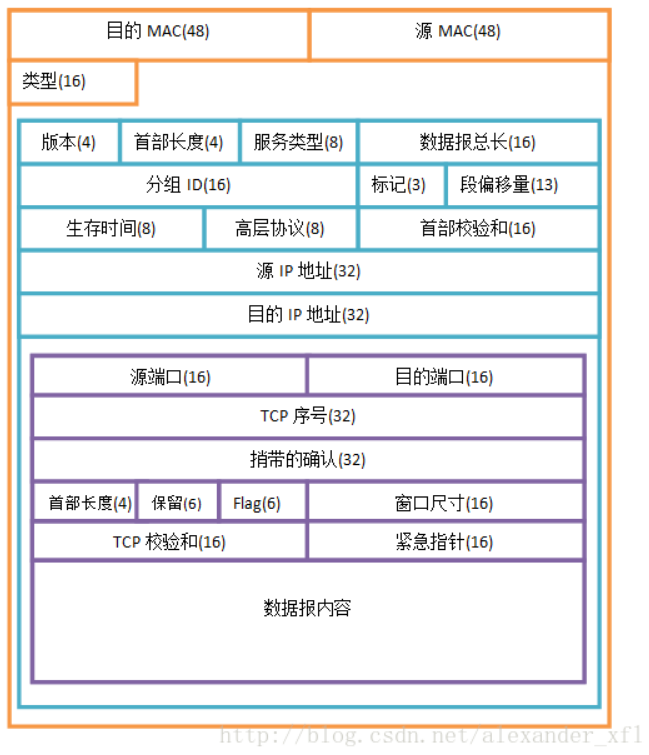 目的 MAC(48) 源 MAC(48)
类型(16)
版本(4) 首部长度(4) 服务类型(8) 数据报总长(16)
分组 ID(16) 标记(3) 段偏移量(13)
生存时间(8) 高层协议(8) 首部校验和(16)
源 IP 地址(32)
目的 IP 地址(32)
源端口(16) 目的端口(16)
TCP 序号(32)
捎带的确认(32)
首部长度(4) 保留(6) Flag(6) 窗口尺寸(16)
TCP 校验和(16) 紧急指针(16)
数据报内容
http://blog.csdn.net/alexander_xfl